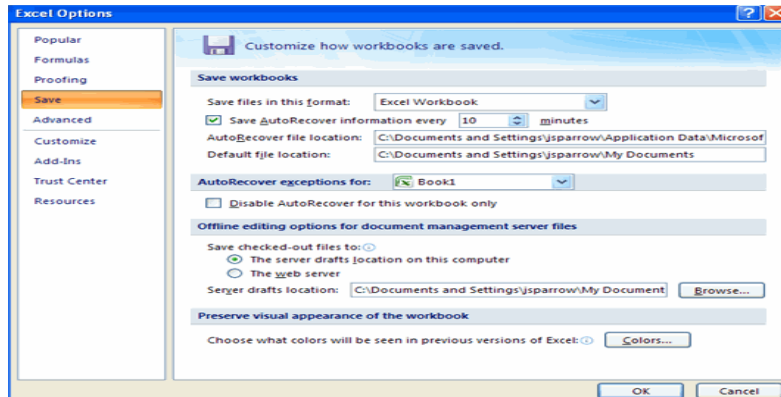 Excel Options
Popular
Formulas
Proofing
Save
Advanced
Customize
Add-Ins
Trust Center
Resources
Customize how workbooks are saved.
Save workbooks
Save files in this format: Excel Workbook
Save AutoRecover information every 10 minutes
AutoRecover file location: C:\Documents and Settings\jsparrow\Application Data\Microsof
Default file location: C:\Documents and Settings\jsparrow\My Documents
AutoRecover exceptions for: Book1
Disable AutoRecover for this workbook only
Offline editing options for document management server files
Save checked-out files to:
The server drafts location on this computer
The web server
Server drafts location: C:\Documents and Settings\jsparrow\My Document Browse...
Preserve visual appearance of the workbook
Choose what colors will be seen in previous versions of Excel: Colors...
OK Cancel